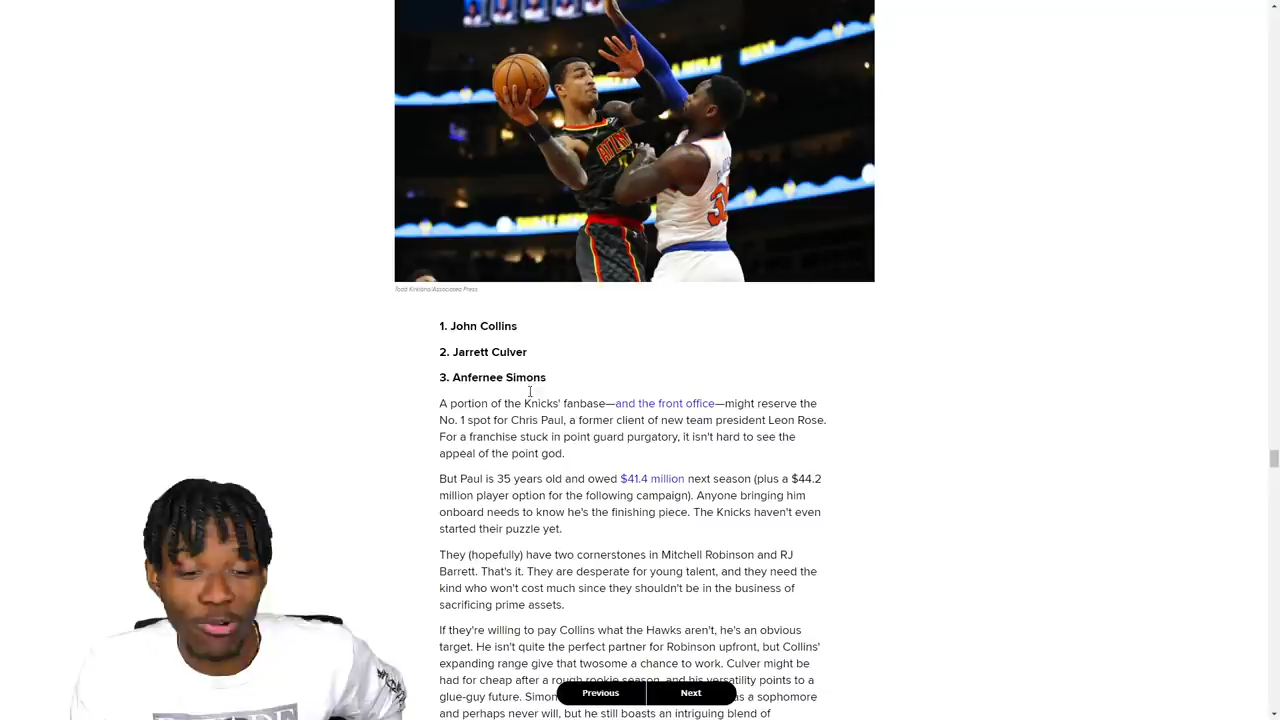 Todd Kirkland/Associated Press
1. John Collins
2. Jarrett Culver
3. Anfernee Simons
A portion of the Knicks' fanbase—and the front office—might reserve the
No. 1 spot for Chris Paul, a former client of new team president Leon Rose.
For a franchise stuck in point guard purgatory, it isn't hard to see the
appeal of the point god.
But Paul is 35 years old and owed $41.4 million next season (plus a $44.2
million player option for the following campaign). Anyone bringing him
onboard needs to know he's the finishing piece. The Knicks haven't even
started their puzzle yet.
They (hopefully) have two cornerstones in Mitchell Robinson and RJ
Barrett. That's it. They are desperate for young talent, and they need the
kind who won't cost much since they shouldn't be in the business of
sacrificing prime assets.
If they're willing to pay Collins what the Hawks aren't, he's an obvious
target. He isn't quite the perfect partner for Robinson upfront, but Collins'
expanding range give that twosome a chance to work. Culver might be
had for cheap after a rough rookie season, and his versatility points to a
glue-guy future. Simon as a sophomore
and perhaps never will, but he still boasts an intriguing blend of
Previous Next